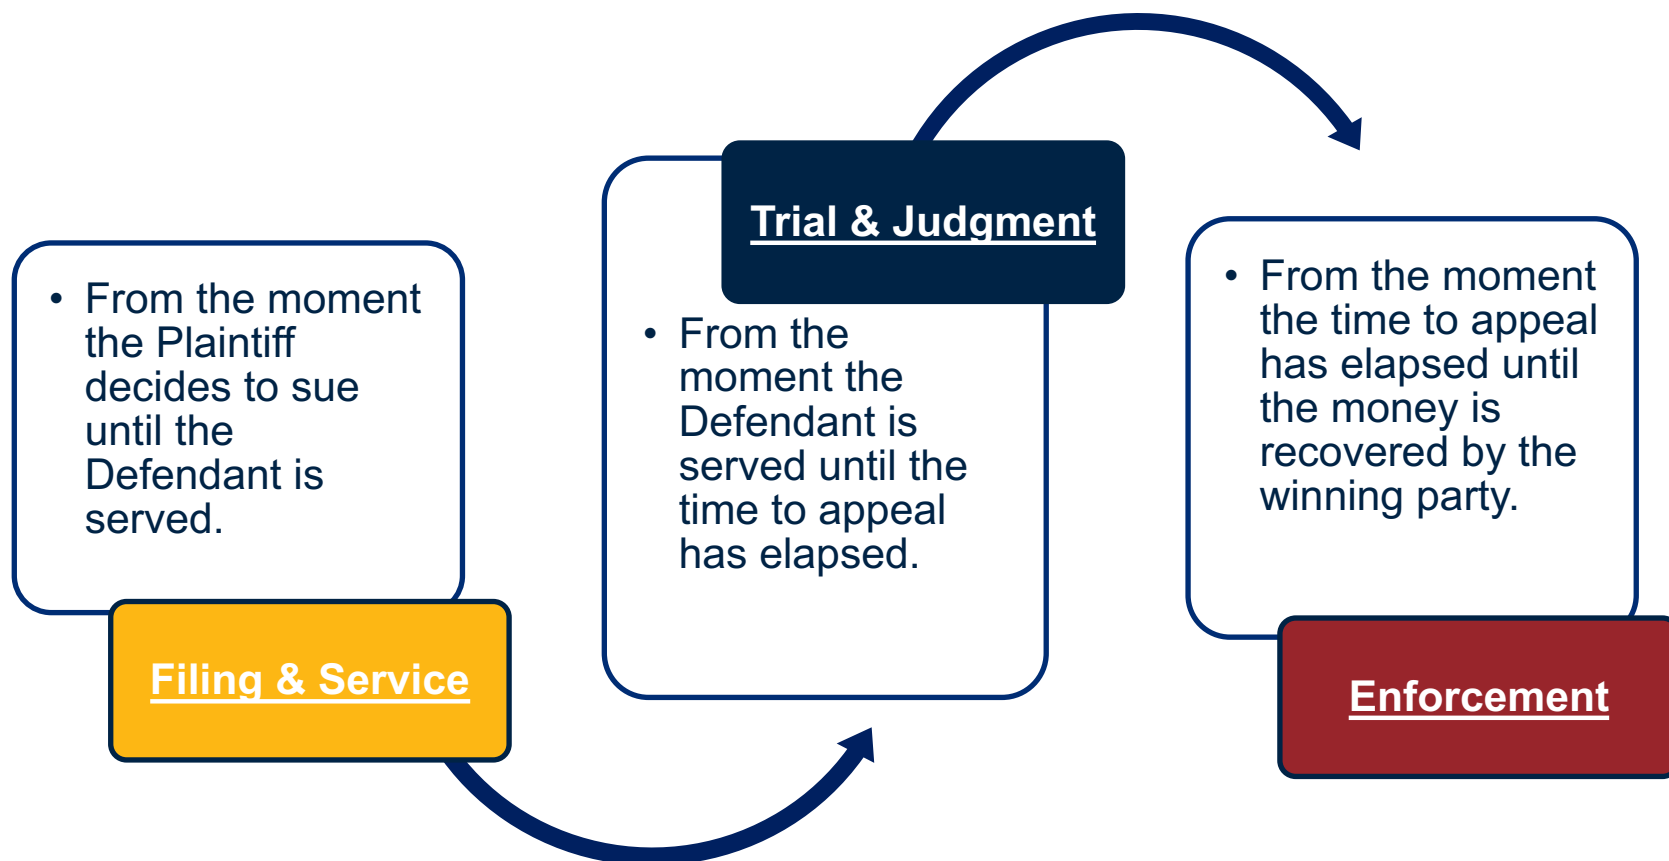 • From the moment
the Plaintiff
decides to sue
until the
Defendant is
served.
Filing & Service
Trial & Judgment
• From the
moment the
Defendant is
served until the
time to appeal
has elapsed.
• From the moment
the time to appeal
has elapsed until
the money is
recovered by the
winning party.
Enforcement